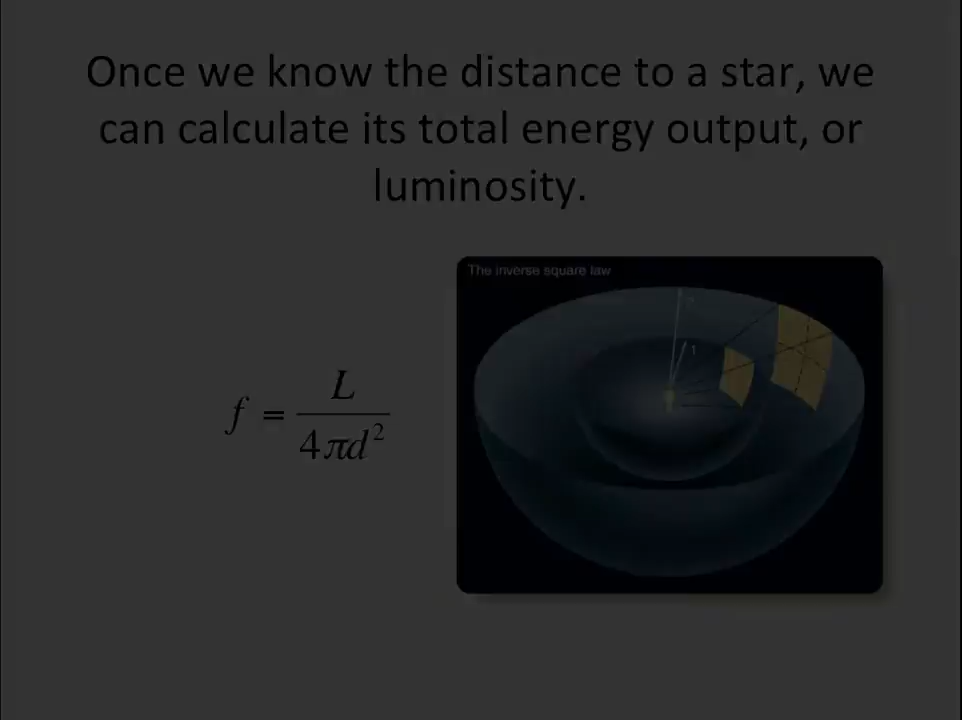 Once we know the distance to a star, we
can calculate its total energy output, or
luminosity.
The inverse square law
1
f = L / 4πd²